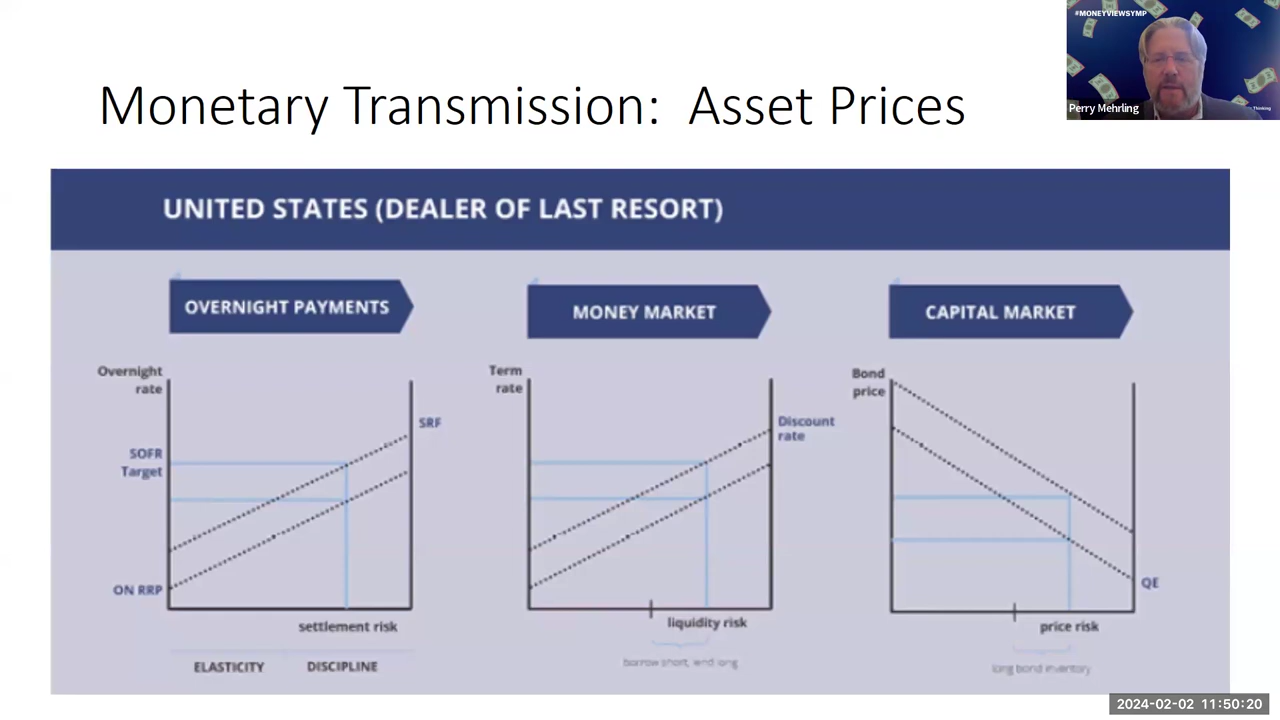 #MONEYVIEWSYMP
Perry Mehrling
Thinking
Monetary Transmission: Asset Prices
UNITED STATES (DEALER OF LAST RESORT)
OVERNIGHT PAYMENTS
MONEY MARKET
CAPITAL MARKET
Overnight
rate
SRF
SOFR
Target
ON RRP
settlement risk
ELASTICITY
DISCIPLINE
Term
rate
Discount
rate
liquidity risk
borrow short, lend long
Bond
price
QE
price risk
long bond inventory
2024-02-02 11:50:20